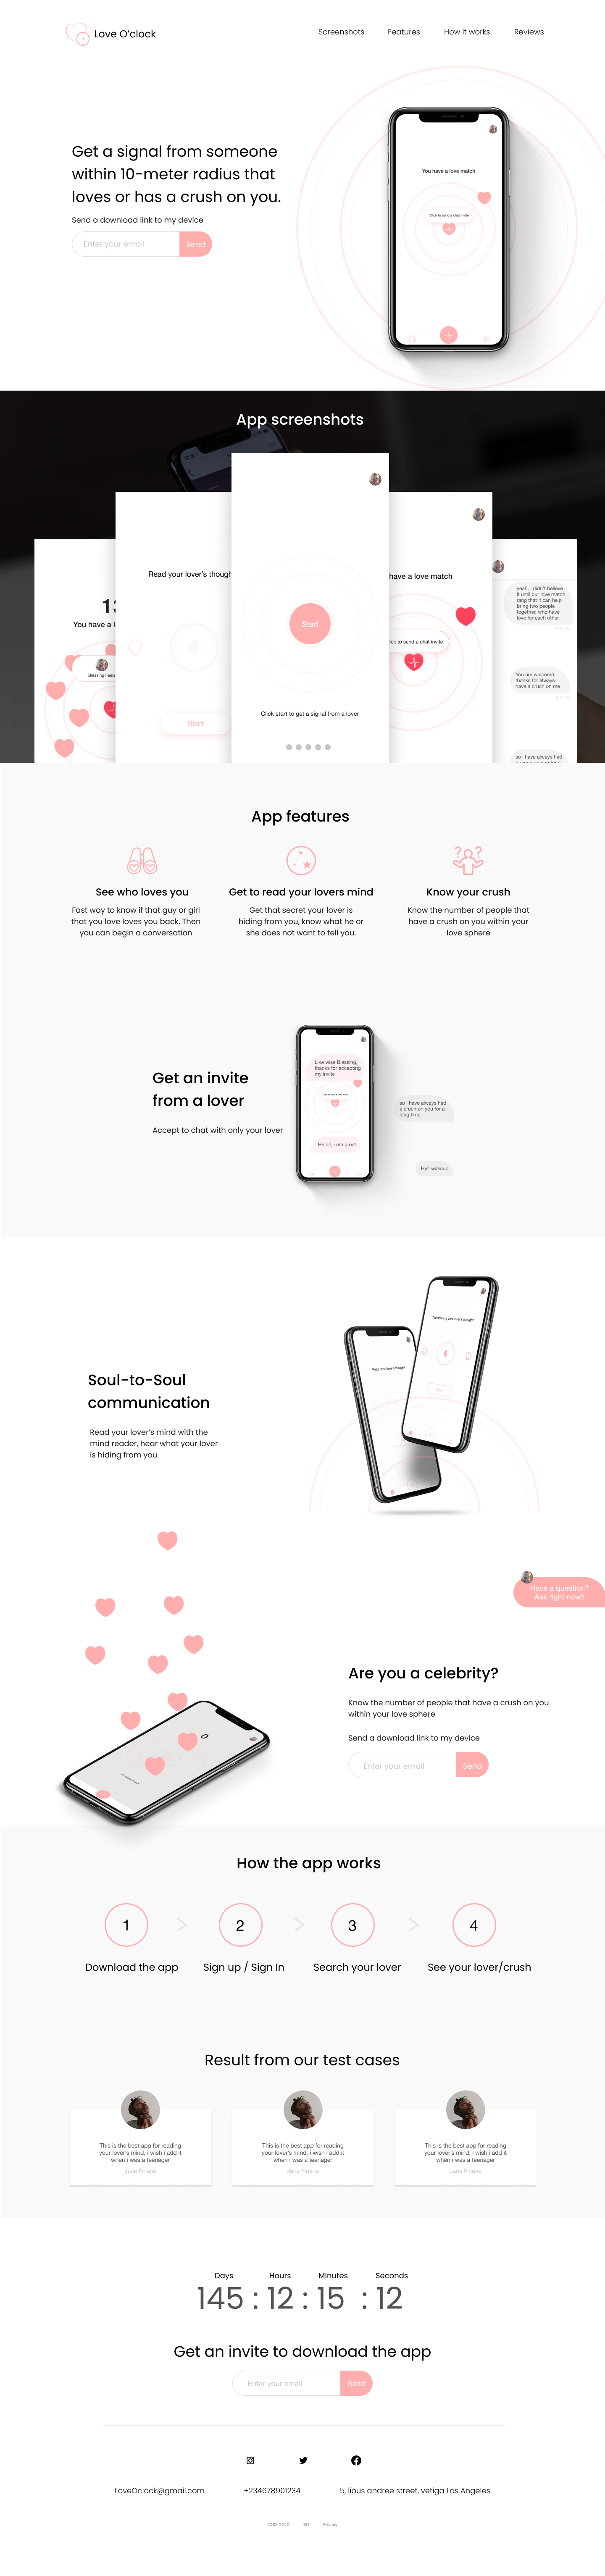 Love O'clock
Screenshots
Features
How It works
Reviews
Get a signal from someone
within 10-meter radius that
loves or has a crush on you.
Send a download link to my device
Enter your email
Send
You have a love match
Click to send a chat invite
App screenshots
You have a l
Blessing Feels
Read your lover's though
Start
Start
Click start to get a signal from a lover
have a love match
lick to send a chat invite
yeah, i didn't believe
it until our love match
rang that it can help
bring two people
together, who have
love for each other.
You are welcome,
thanks for always
have a cruch on me
so i have always had
App features
See who loves you
Fast way to know if that guy or girl
that you love loves you back. Then
you can begin a conversation
Get to read your lovers mind
Get that secret your lover is
hiding from you, know what he or
she does not want to tell you.
Know your crush
Know the number of people that
have a crush on you within your
love sphere
Get an invite
from a lover
Accept to chat with only your lover
Like wise Blessing,
thanks for accepting
my invite
Hello!, i am great.
so i have always had
a cruch on you for a
long time
Hy!! wassup
Soul-to-Soul
communication
Read your lover's mind with the
mind reader, hear what your lover
is hiding from you.
Have a question?
Ask right now!!
Are you a celebrity?
Know the number of people that have a crush on you
within your love sphere
Send a download link to my device
Enter your email
Send
How the app works
1
2
3
4
Download the app
Sign up / Sign In
Search your lover
See your lover/crush
Result from our test cases
This is the best app for reading
your lover's mind, i wish i add it
when i was a teenager
Jane Finane
This is the best app for reading
your lover's mind, i wish i add it
when i was a teenager
Jane Finane
This is the best app for reading
your lover's mind, i wish i add it
when i was a teenager
Jane Finane
Days
Hours
MInutes
Seconds
145 : 12 : 15 : 12
Get an invite to download the app
Enter your email
Send
LoveOclock@gmail.com
+234678901234
5, lious andree street, vetiga Los Angeles
2010-2020
Privacy